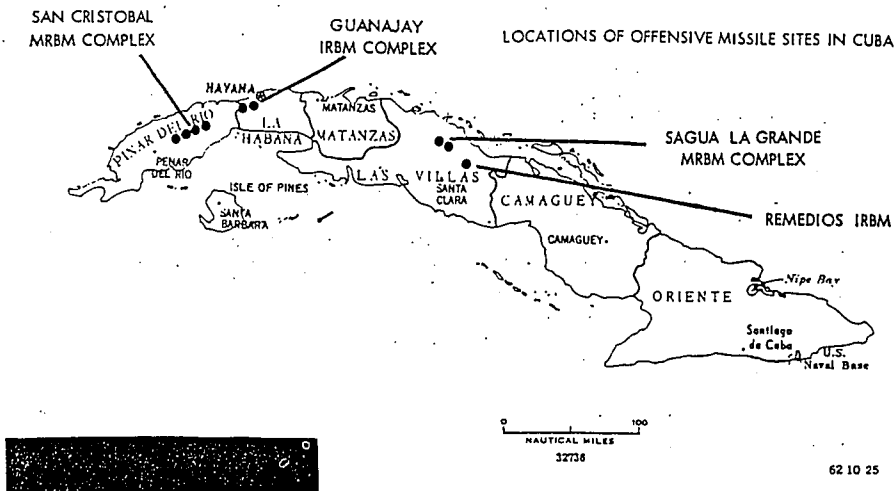 SAN CRISTOBAL
MRBM COMPLEX
GUANAJAY
IRBM COMPLEX
LOCATIONS OF OFFENSIVE MISSILE SITES IN CUBA
HAVANA
PINAR DEL RIO
LA
HABANA
MATANZAS
MATANZAS
SAGUA LA GRANDE
MRBM COMPLEX
PENAR
DEL RIO
ISLE OF PINES
LAS VILLAS
SANTA
CLARA
CAMAGUEY
REMEDIOS IRBM
SANTA
BARBARA
CAMAGUEY
Nipe Bay
ORIENTE
Santiago
de Cuba
U.S.
Naval Base
0 100
NAUTICAL MILES
32736
62 10 25